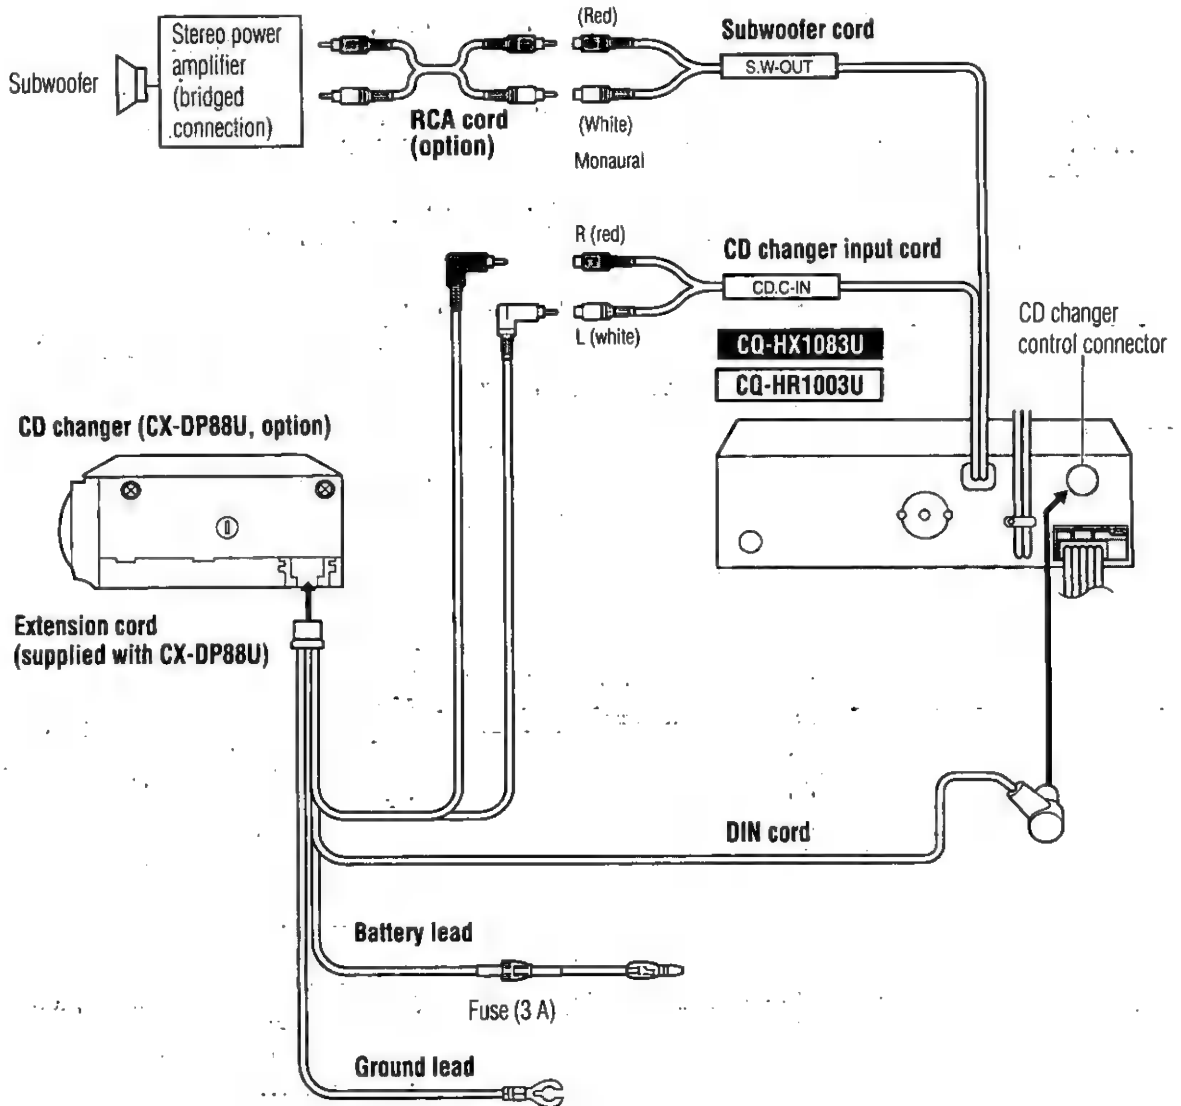 Subwoofer
Stereo power
amplifier
(bridged
connection)
RCA cord
(option)
(Red)
(White)
Monaural
Subwoofer cord
S.W-OUT
R (red)
L (white)
CD changer input cord
CD.C-IN
CQ-HX1083U
CQ-HR1003U
CD changer
control connector
CD changer (CX-DP88U, option)
Extension cord
(supplied with CX-DP88U)
DIN cord
Battery lead
Fuse (3 A)
Ground lead